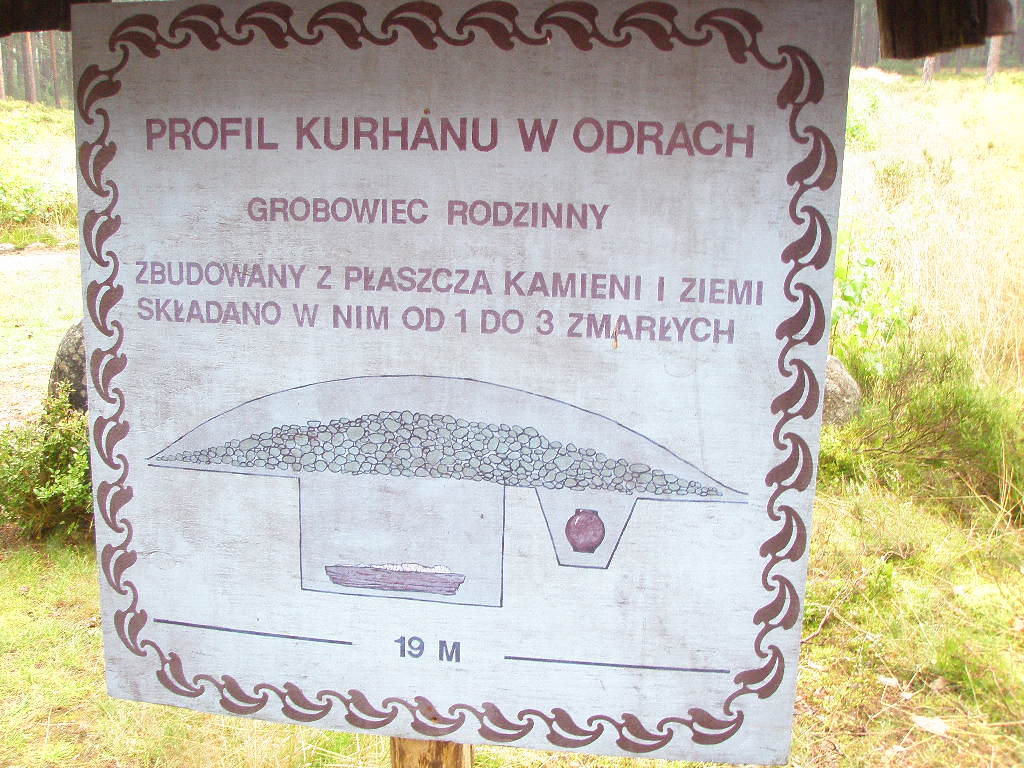 PROFIL KURHANU W ODRACH
GROBOWIEC RODZINNY
ZBUDOWANY Z PŁASZCZA KAMIENI I ZIEMI
SKŁADANO W NIM OD 1 DO 3 ZMARŁYCH
19 M